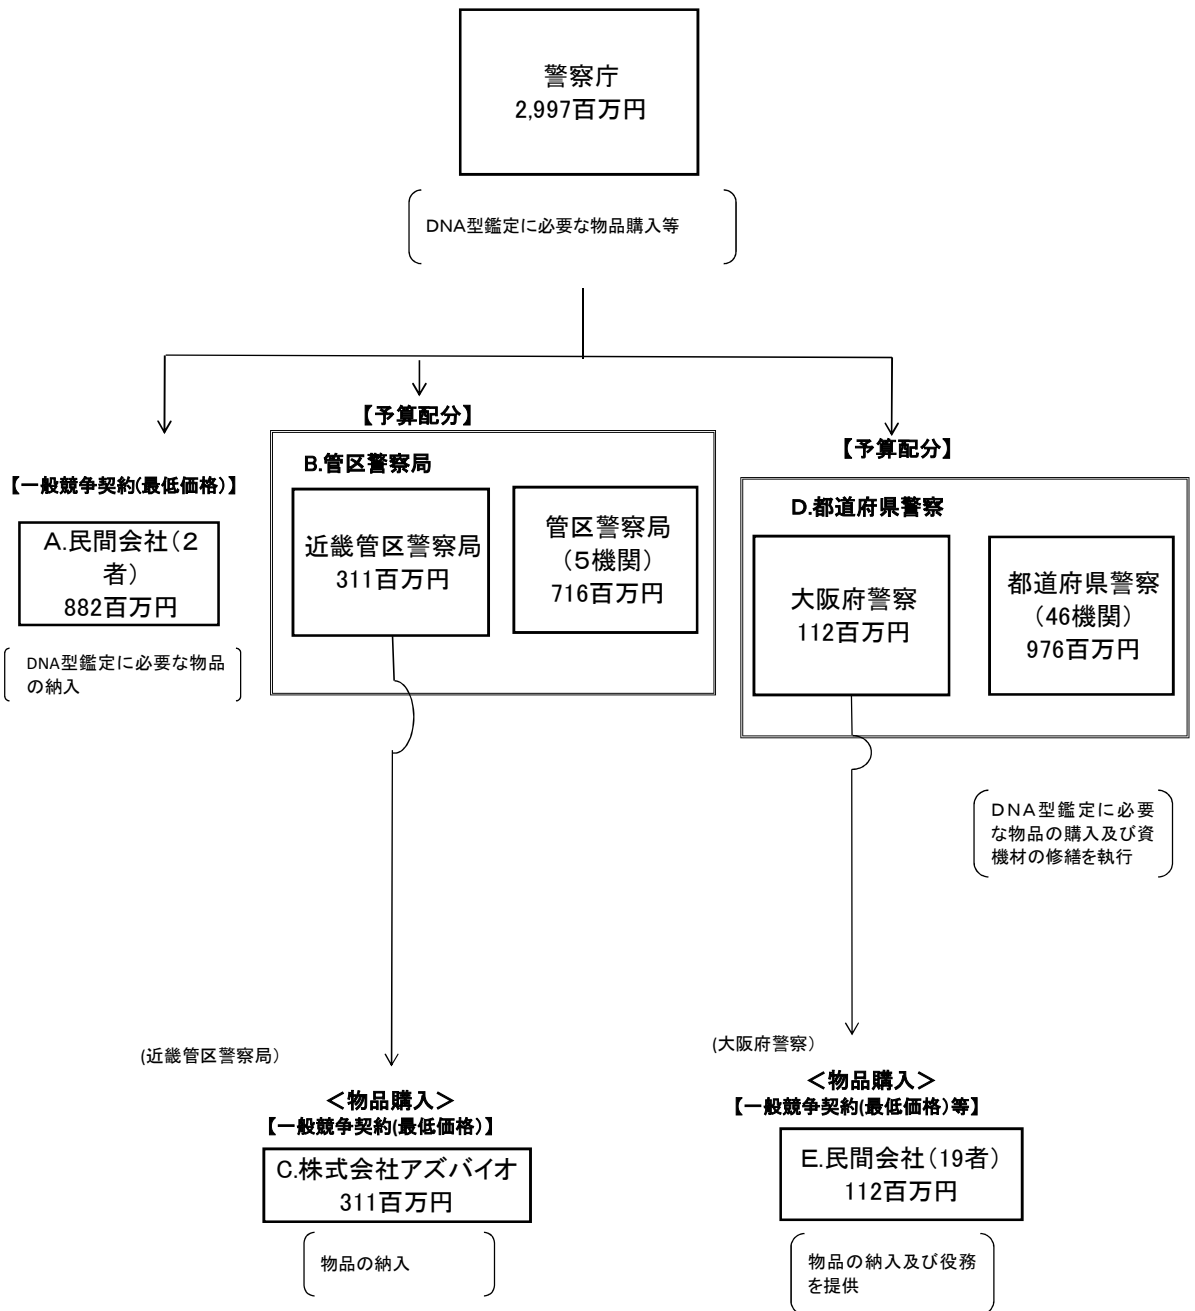 警察庁
2,997百万円
DNA型鑑定に必要な物品購入等
【予算配分】
【予算配分】
【一般競争契約(最低価格)】
A.民間会社(2
者)
882百万円
DNA型鑑定に必要な物品
の納入
B.管区警察局
近畿管区警察局
311百万円
管区警察局
(5機関)
716百万円
D.都道府県警察
大阪府警察
112百万円
都道府県警察
(46機関)
976百万円
DNA型鑑定に必要
な物品の購入及び資
機材の修繕を執行
(近畿管区警察局)
<物品購入>
【一般競争契約(最低価格)】
C.株式会社アズバイオ
311百万円
物品の納入
(大阪府警察)
<物品購入>
【一般競争契約(最低価格)等】
E.民間会社(19者)
112百万円
物品の納入及び役務
を提供